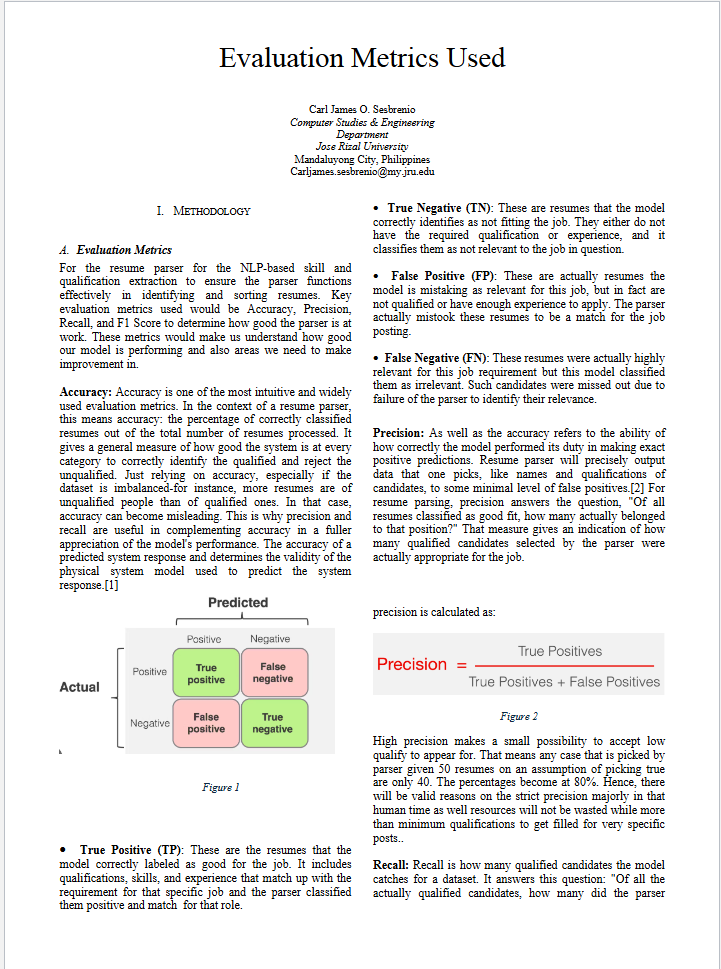 Evaluation Metrics Used
Carl James O. Sesbrenio
Computer Studies & Engineering
Department
Jose Rizal University
Mandaluyong City, Philippines
Carljames.sesbrenio@my.jru.edu
I. METHODOLOGY
A. Evaluation Metrics
For the resume parser for the NLP-based skill and
qualification extraction to ensure the parser functions
effectively in identifying and sorting resumes. Key
evaluation metrics used would be Accuracy, Precision,
Recall, and F1 Score to determine how good the parser is at
work. These metrics would make us understand how good
our model is performing and also areas we need to make
improvement in.
Accuracy: Accuracy is one of the most intuitive and widely
used evaluation metrics. In the context of a resume parser,
this means accuracy: the percentage of correctly classified
resumes out of the total number of resumes processed. It
gives a general measure of how good the system is at every
category to correctly identify the qualified and reject the
unqualified. Just relying on accuracy, especially if the
dataset is imbalanced-for instance, more resumes are of
unqualified people than of qualified ones. In that case,
accuracy can become misleading. This is why precision and
recall are useful in complementing accuracy in a fuller
appreciation of the model's performance. The accuracy of a
predicted system response and determines the validity of the
physical system model used to predict the system
response.[1]
Predicted
Positive Negative
Actual
Positive
True positive
False negative
Negative
False positive
True negative
Figure 1
• True Positive (TP): These are the resumes that the
model correctly labeled as good for the job. It includes
qualifications, skills, and experience that match up with the
requirement for that specific job and the parser classified
them positive and match for that role.
• True Negative (TN): These are resumes that the model
correctly identifies as not fitting the job. They either do not
have the required qualification or experience, and it
classifies them as not relevant to the job in question.
• False Positive (FP): These are actually resumes the
model is mistaking as relevant for this job, but in fact are
not qualified or have enough experience to apply. The parser
actually mistook these resumes to be a match for the job
posting.
• False Negative (FN): These resumes were actually highly
relevant for this job requirement but this model classified
them as irrelevant. Such candidates were missed out due to
failure of the parser to identify their relevance.
Precision: As well as the accuracy refers to the ability of
how correctly the model performed its duty in making exact
positive predictions. Resume parser will precisely output
data that one picks, like names and qualifications of
candidates, to some minimal level of false positives.[2] For
resume parsing, precision answers the question, "Of all
resumes classified as good fit, how many actually belonged
to that position?" That measure gives an indication of how
many qualified candidates selected by the parser were
actually appropriate for the job.
precision is calculated as:
Precision = True Positives
True Positives + False Positives
Figure 2
High precision makes a small possibility to accept low
qualify to appear for. That means any case that is picked by
parser given 50 resumes on an assumption of picking true
are only 40. The percentages become at 80%. Hence, there
will be valid reasons on the strict precision majorly in that
human time as well resources will not be wasted while more
than minimum qualifications to get filled for very specific
posts..
Recall: Recall is how many qualified candidates the model
catches for a dataset. It answers this question: "Of all the
actually qualified candidates, how many did the parser